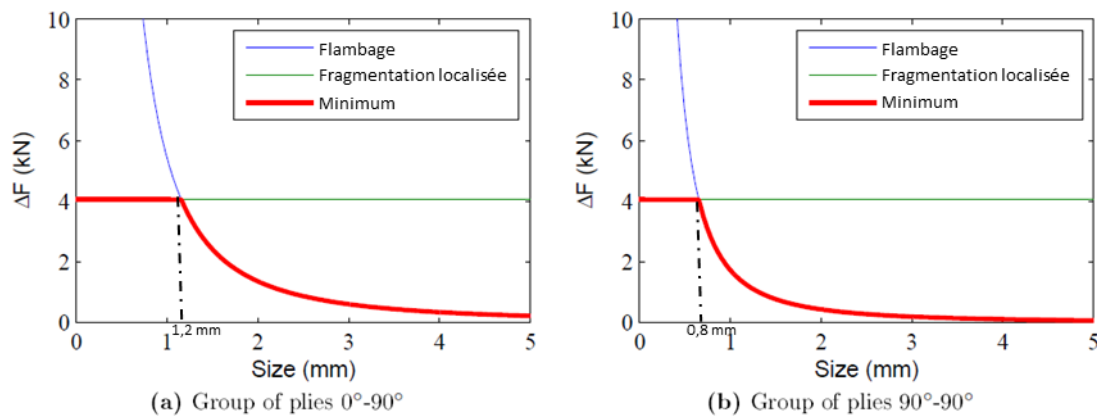 10
8
6
4
2
0
ΔF (kN)
Flambage
Fragmentation localisée
Minimum
0 1 2 3 4 5
1,2 mm
Size (mm)
(a) Group of plies 0°-90°
10
8
6
4
2
0
ΔF (kN)
Flambage
Fragmentation localisée
Minimum
0 1 2 3 4 5
0,8 mm
Size (mm)
(b) Group of plies 90°-90°